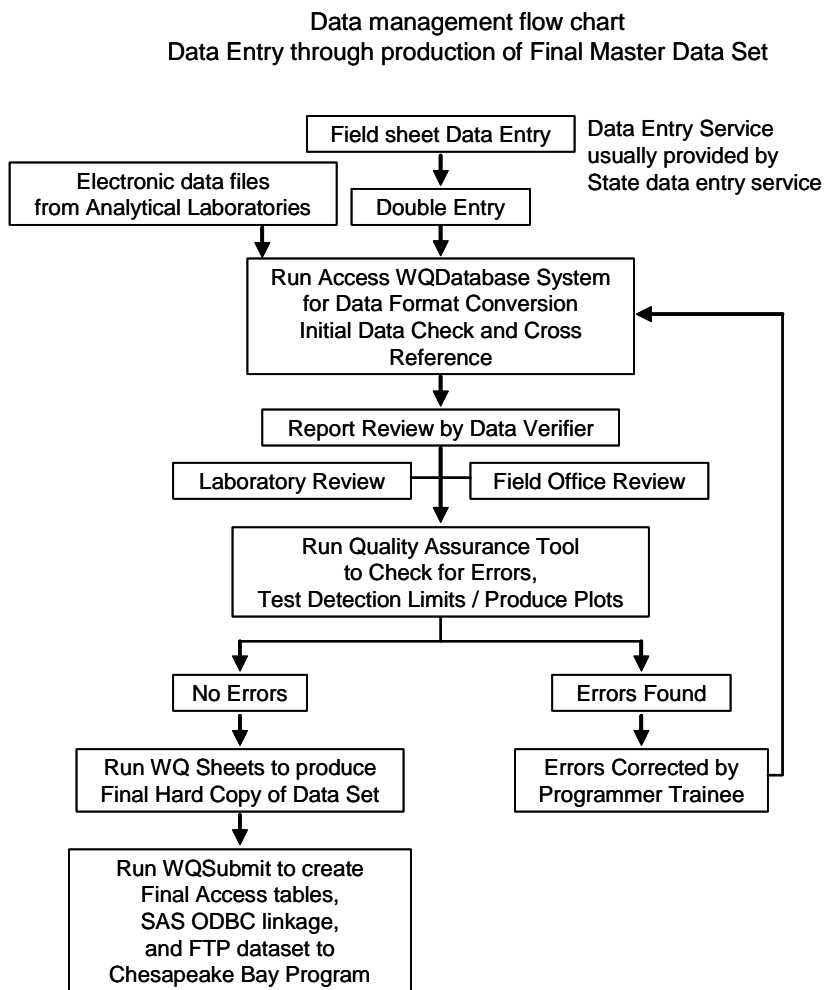 Data management flow chart
Data Entry through production of Final Master Data Set
Field sheet Data Entry
Data Entry Service
usually provided by
State data entry service
Electronic data files
from Analytical Laboratories
Double Entry
Run Access WQDatabase System
for Data Format Conversion
Initial Data Check and Cross
Reference
Report Review by Data Verifier
Laboratory Review
Field Office Review
Run Quality Assurance Tool
to Check for Errors,
Test Detection Limits / Produce Plots
No Errors
Errors Found
Run WQ Sheets to produce
Final Hard Copy of Data Set
Errors Corrected by
Programmer Trainee
Run WQSubmit to create
Final Access tables,
SAS ODBC linkage,
and FTP dataset to
Chesapeake Bay Program